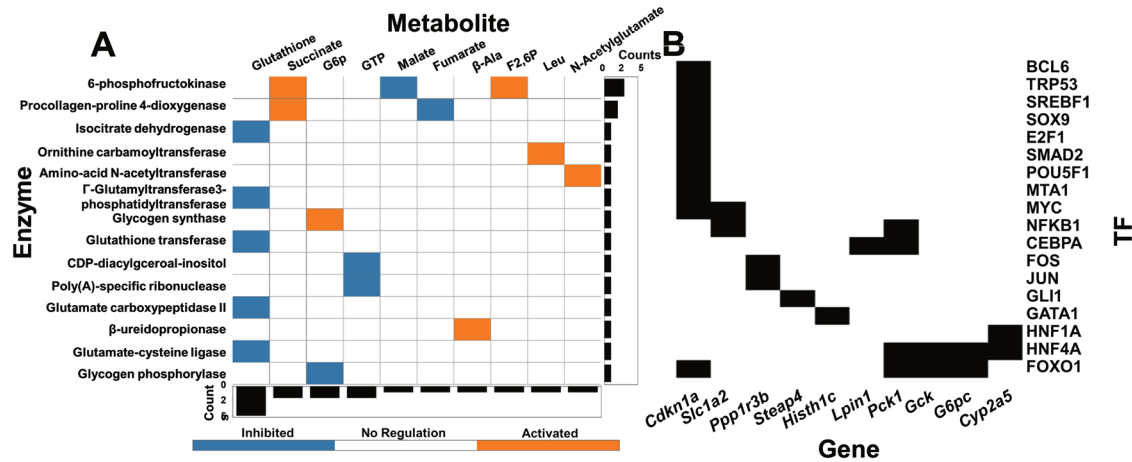 A
Metabolite
B
Glutathione
Succinate
G6p
GTP
Malate
Fumarate
β-Ala
F2,6P
Leu
N-Acetylglutamate
Counts
0 2 5
Enzyme
6-phosphofructokinase
Procollagen-proline 4-dioxygenase
Isocitrate dehydrogenase
Ornithine carbamoyltransferase
Amino-acid N-acetyltransferase
Γ-Glutamyltransferase3-
phosphatidyltransferase
Glycogen synthase
Glutathione transferase
CDP-diacylgceroal-inositol
Poly(A)-specific ribonuclease
Glutamate carboxypeptidase II
β-ureidopropionase
Glutamate-cysteine ligase
Glycogen phosphorylase
Count
0
2
5
Inhibited
No Regulation
Activated
BCL6
TRP53
SREBF1
SOX9
E2F1
SMAD2
POU5F1
MTA1
MYC
NFKB1
CEBPA
FOS
JUN
GLI1
GATA1
HNF1A
HNF4A
FOXO1
TF
Cdkn1a
Slc1a2
Ppp1r3b
Steap4
Histh1c
Lpin1
Pck1
Gck
G6pc
Cyp2a5
Gene